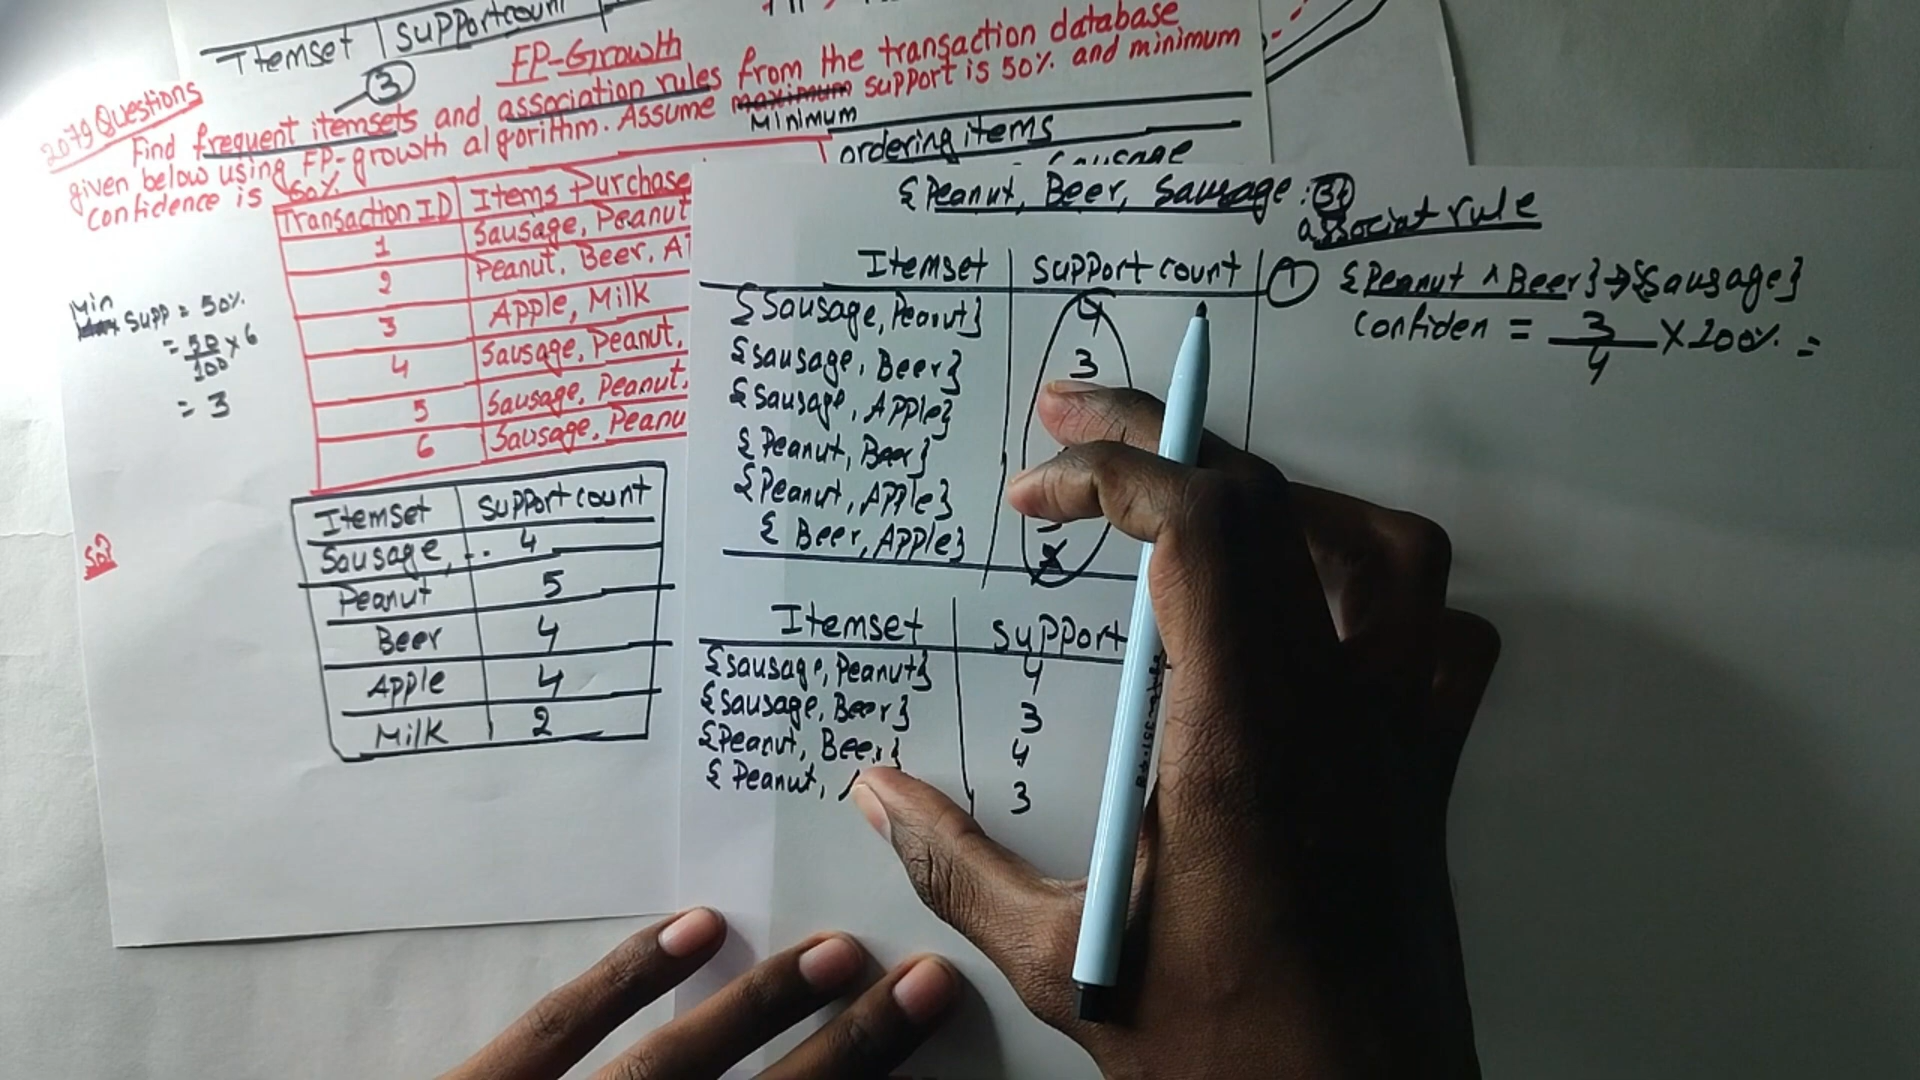 Itemset | support count
③
FP-Growth
2079 Questions
Find frequent itemsets and association rules from the transaction database
given below using FP-growth algorithm. Assume maximum support is 50% and minimum
Minimum
confidence is 60%.
ordering items
Sausage
Transaction ID | Items Purchase
1 | Sausage, Peanut
2 | Peanut, Beer, A
3 | Apple, Milk
4 | Sausage, Peanut,
5 | Sausage, Peanut,
6 | Sausage, Peanu
Min
Supp = 50%
= 50/100 × 6
= 3
Itemset | support count
Sausage | 4
Peanut | 5
Beer | 4
Apple | 4
Milk | 2
{Peanut, Beer, Sausage : 3}
Itemset | support count
{Sausage, Peanut} | 4
{Sausage, Beer} | 3
{Sausage, Apple}
{Peanut, Beer}
{Peanut, Apple}
{Beer, Apple}
Itemset | support
{Sausage, Peanut} | 4
{Sausage, Beer} | 3
{Peanut, Beer} | 4
{Peanut, | 3
associat rule
① {Peanut ∧ Beer} → {Sausage}
Confiden = 3/4 × 100% =